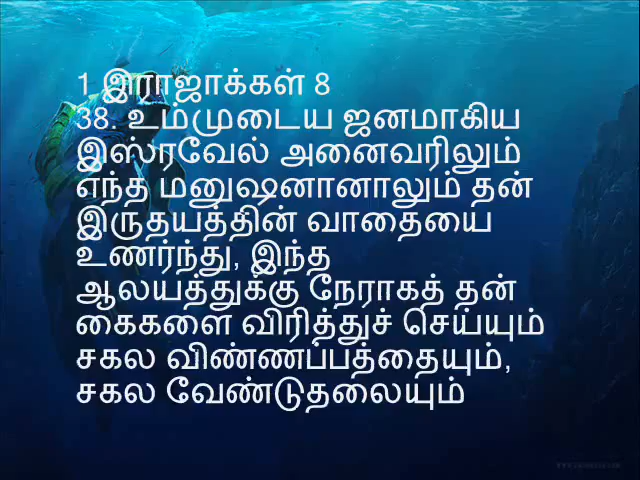 1 இராஜாக்கள் 8
38. உம்முடைய ஜனமாகிய
இஸ்ரவேல் அனைவரிலும்
எந்த மனுஷனானாலும் தன்
இருதயத்தின் வாதையை
உணர்ந்து, இந்த
ஆலயத்துக்கு நேராகத் தன்
கைகளை விரித்துச் செய்யும்
சகல விண்ணப்பத்தையும்,
சகல வேண்டுதலையும்